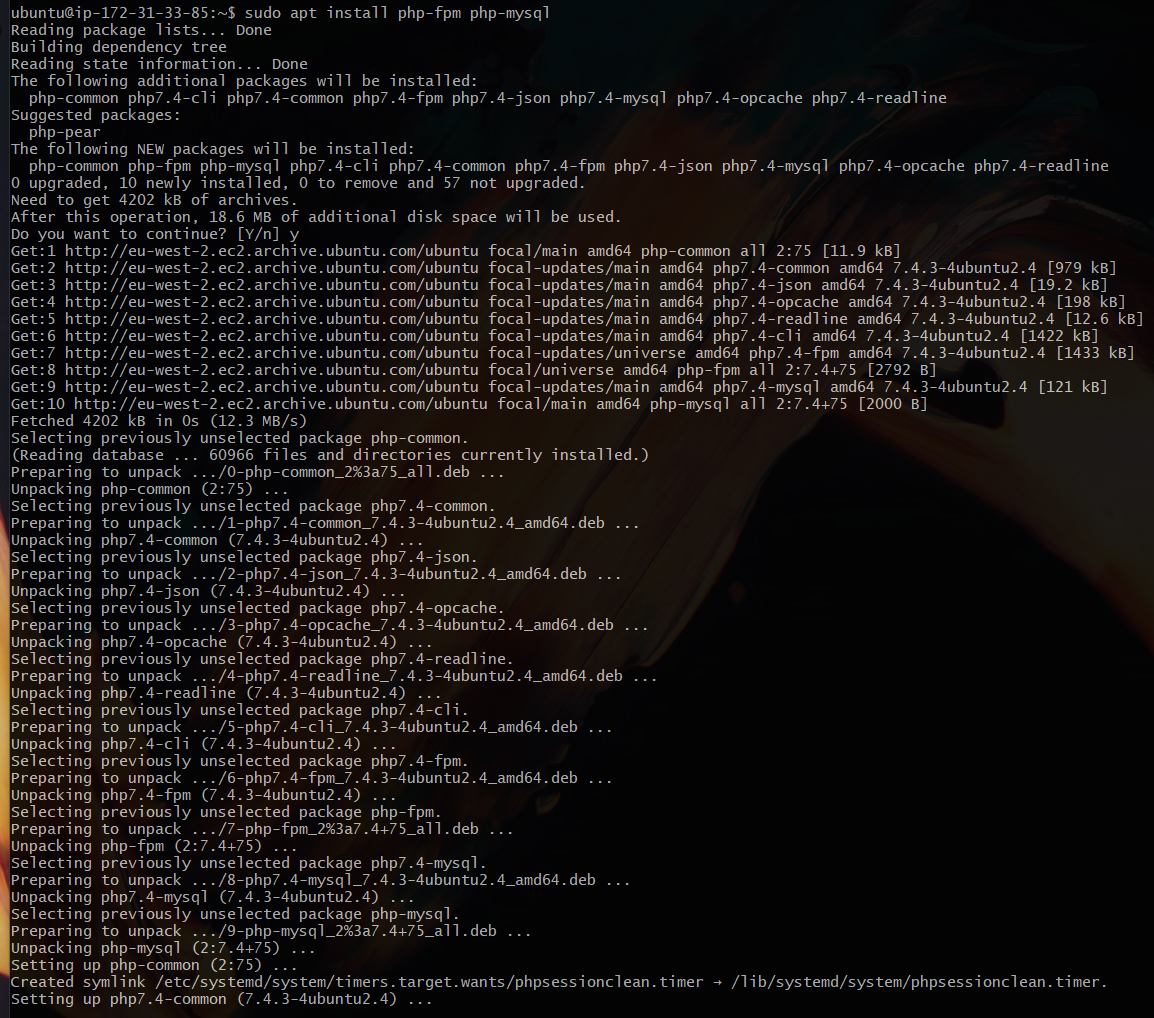 ubuntu@ip-172-31-33-85:~$ sudo apt install php-fpm php-mysql
Reading package lists... Done
Building dependency tree
Reading state information... Done
The following additional packages will be installed:
  php-common php7.4-cli php7.4-common php7.4-fpm php7.4-json php7.4-mysql php7.4-opcache php7.4-readline
Suggested packages:
  php-pear
The following NEW packages will be installed:
  php-common php-fpm php-mysql php7.4-cli php7.4-common php7.4-fpm php7.4-json php7.4-mysql php7.4-opcache php7.4-readline
0 upgraded, 10 newly installed, 0 to remove and 57 not upgraded.
Need to get 4202 kB of archives.
After this operation, 18.6 MB of additional disk space will be used.
Do you want to continue? [Y/n] y
Get:1 http://eu-west-2.ec2.archive.ubuntu.com/ubuntu focal/main amd64 php-common all 2:75 [11.9 kB]
Get:2 http://eu-west-2.ec2.archive.ubuntu.com/ubuntu focal-updates/main amd64 php7.4-common amd64 7.4.3-4ubuntu2.4 [979 kB]
Get:3 http://eu-west-2.ec2.archive.ubuntu.com/ubuntu focal-updates/main amd64 php7.4-json amd64 7.4.3-4ubuntu2.4 [19.2 kB]
Get:4 http://eu-west-2.ec2.archive.ubuntu.com/ubuntu focal-updates/main amd64 php7.4-opcache amd64 7.4.3-4ubuntu2.4 [198 kB]
Get:5 http://eu-west-2.ec2.archive.ubuntu.com/ubuntu focal-updates/main amd64 php7.4-readline amd64 7.4.3-4ubuntu2.4 [12.6 kB]
Get:6 http://eu-west-2.ec2.archive.ubuntu.com/ubuntu focal-updates/main amd64 php7.4-cli amd64 7.4.3-4ubuntu2.4 [1422 kB]
Get:7 http://eu-west-2.ec2.archive.ubuntu.com/ubuntu focal-updates/universe amd64 php7.4-fpm amd64 7.4.3-4ubuntu2.4 [1433 kB]
Get:8 http://eu-west-2.ec2.archive.ubuntu.com/ubuntu focal/universe amd64 php-fpm all 2:7.4+75 [2792 B]
Get:9 http://eu-west-2.ec2.archive.ubuntu.com/ubuntu focal-updates/main amd64 php7.4-mysql amd64 7.4.3-4ubuntu2.4 [121 kB]
Get:10 http://eu-west-2.ec2.archive.ubuntu.com/ubuntu focal/main amd64 php-mysql all 2:7.4+75 [2000 B]
Fetched 4202 kB in 0s (12.3 MB/s)
Selecting previously unselected package php-common.
(Reading database ... 60966 files and directories currently installed.)
Preparing to unpack .../0-php-common_2%3a75_all.deb ...
Unpacking php-common (2:75) ...
Selecting previously unselected package php7.4-common.
Preparing to unpack .../1-php7.4-common_7.4.3-4ubuntu2.4_amd64.deb ...
Unpacking php7.4-common (7.4.3-4ubuntu2.4) ...
Selecting previously unselected package php7.4-json.
Preparing to unpack .../2-php7.4-json_7.4.3-4ubuntu2.4_amd64.deb ...
Unpacking php7.4-json (7.4.3-4ubuntu2.4) ...
Selecting previously unselected package php7.4-opcache.
Preparing to unpack .../3-php7.4-opcache_7.4.3-4ubuntu2.4_amd64.deb ...
Unpacking php7.4-opcache (7.4.3-4ubuntu2.4) ...
Selecting previously unselected package php7.4-readline.
Preparing to unpack .../4-php7.4-readline_7.4.3-4ubuntu2.4_amd64.deb ...
Unpacking php7.4-readline (7.4.3-4ubuntu2.4) ...
Selecting previously unselected package php7.4-cli.
Preparing to unpack .../5-php7.4-cli_7.4.3-4ubuntu2.4_amd64.deb ...
Unpacking php7.4-cli (7.4.3-4ubuntu2.4) ...
Selecting previously unselected package php7.4-fpm.
Preparing to unpack .../6-php7.4-fpm_7.4.3-4ubuntu2.4_amd64.deb ...
Unpacking php7.4-fpm (7.4.3-4ubuntu2.4) ...
Selecting previously unselected package php-fpm.
Preparing to unpack .../7-php-fpm_2%3a7.4+75_all.deb ...
Unpacking php-fpm (2:7.4+75) ...
Selecting previously unselected package php7.4-mysql.
Preparing to unpack .../8-php7.4-mysql_7.4.3-4ubuntu2.4_amd64.deb ...
Unpacking php7.4-mysql (7.4.3-4ubuntu2.4) ...
Selecting previously unselected package php-mysql.
Preparing to unpack .../9-php-mysql_2%3a7.4+75_all.deb ...
Unpacking php-mysql (2:7.4+75) ...
Setting up php-common (2:75) ...
Created symlink /etc/systemd/system/timers.target.wants/phpsessionclean.timer → /lib/systemd/system/phpsessionclean.timer.
Setting up php7.4-common (7.4.3-4ubuntu2.4) ...